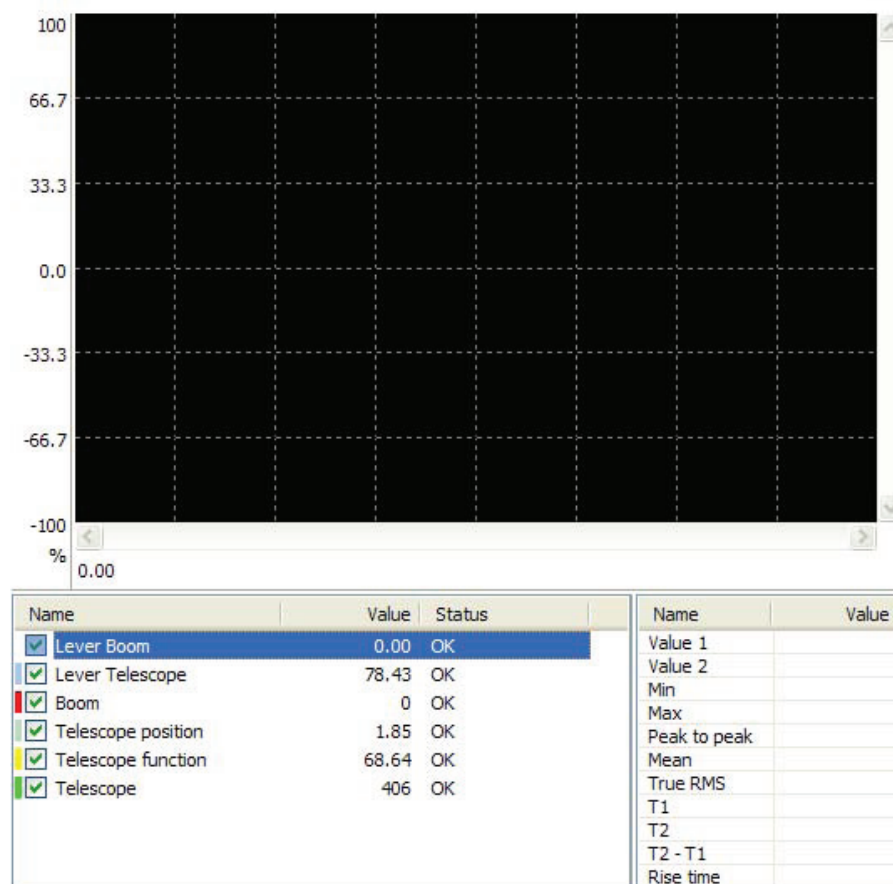 100
66.7
33.3
0.0
-33.3
-66.7
-100
%
0.00
Name Value Status
Lever Boom 0.00 OK
Lever Telescope 78.43 OK
Boom 0 OK
Telescope position 1.85 OK
Telescope function 68.64 OK
Telescope 406 OK
Name Value
Value 1
Value 2
Min
Max
Peak to peak
Mean
True RMS
T1
T2
T2 - T1
Rise time